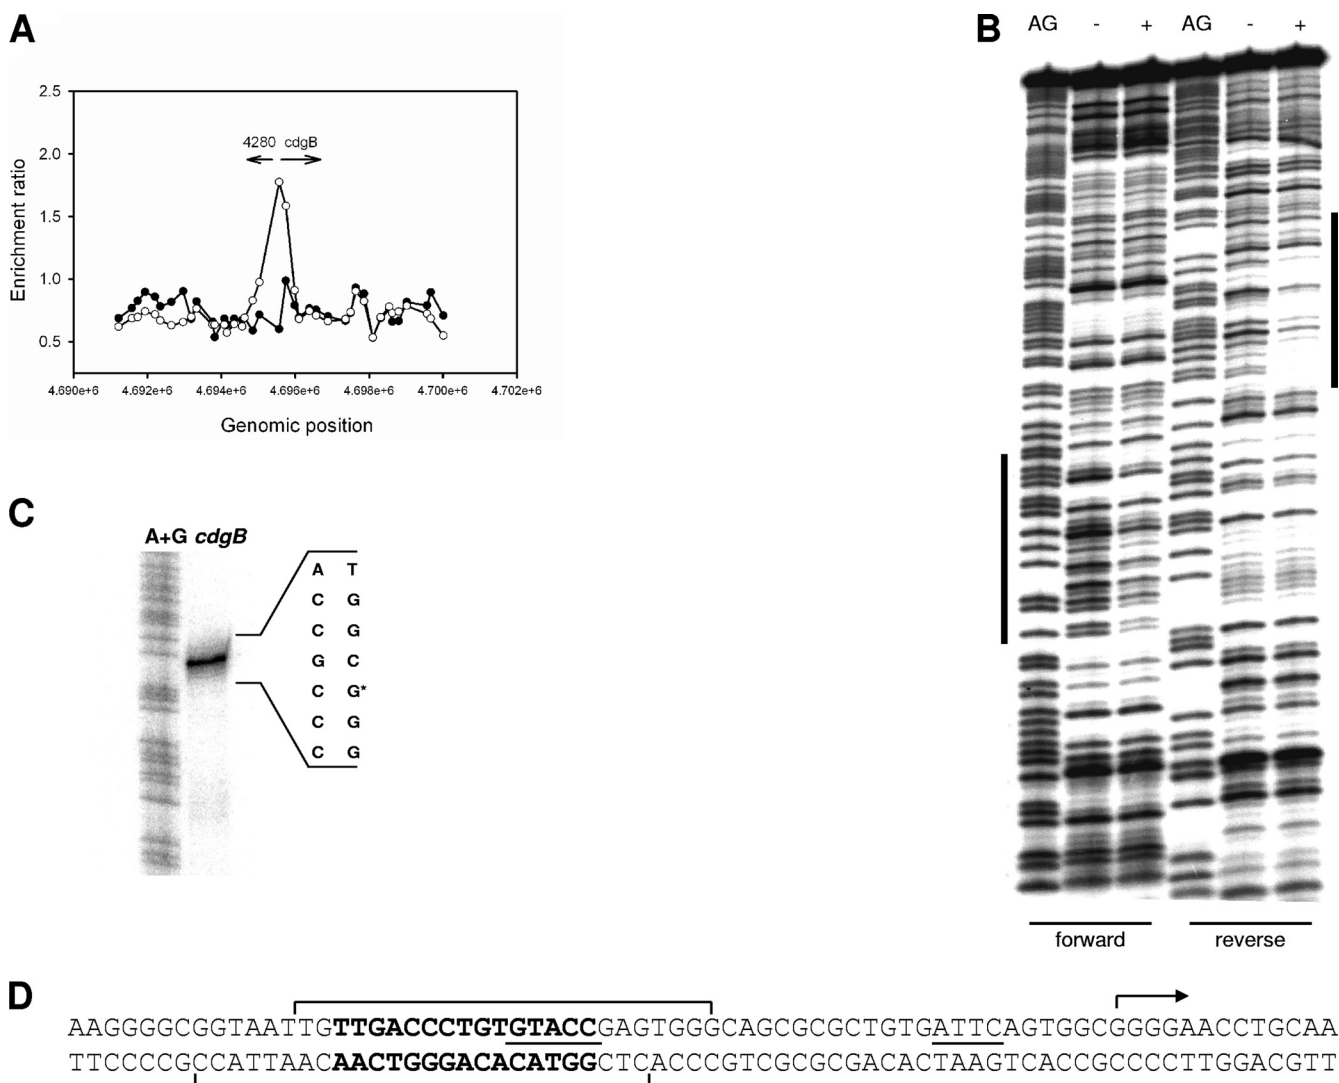 A
2.5
2.0
1.5
1.0
0.5
Enrichment ratio
4280 cdgB
4.690e+6 4.692e+6 4.694e+6 4.696e+6 4.698e+6 4.700e+6 4.702e+6
Genomic position
B
AG - + AG - +
forward reverse
C
A+G cdgB
A T
C G
C G
G C
C G*
C G
C G
D
AAGGGGCGGTAATTGTTGACCCTGTGTACCGAGTGGGCAGCGCGCTGTGATTCAGTGGCGGGGAACCTGCAA
TTCCCCGCCATTAACAACTGGGACACATGGCTCACCCGTCGCGCGACACTAAGTCACCGCCCCTTGGACGTT